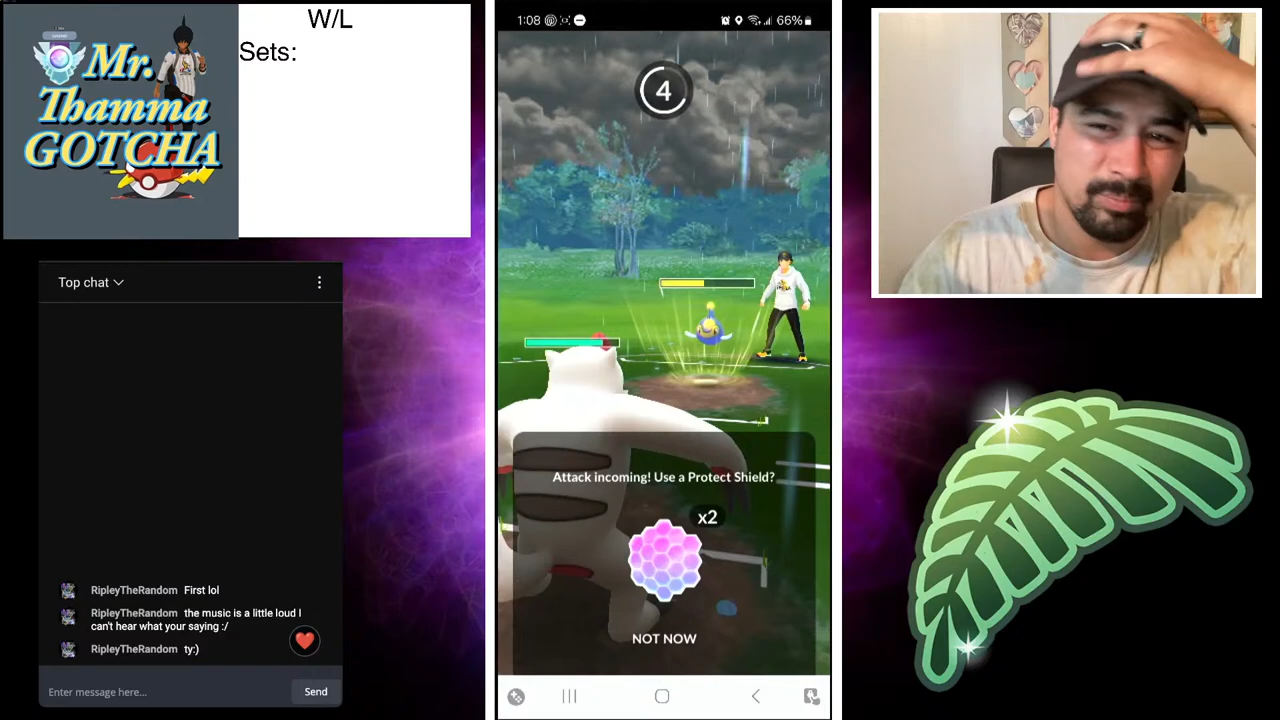 Mr.
Thamma
GOTCHA
W/L
Sets:
Top chat
RipleyTheRandom First lol
RipleyTheRandom the music is a little loud I
can't hear what your saying :/
RipleyTheRandom ty:)
Enter message here...
Send
1:08
66%
4
Attack incoming! Use a Protect Shield?
x2
NOT NOW